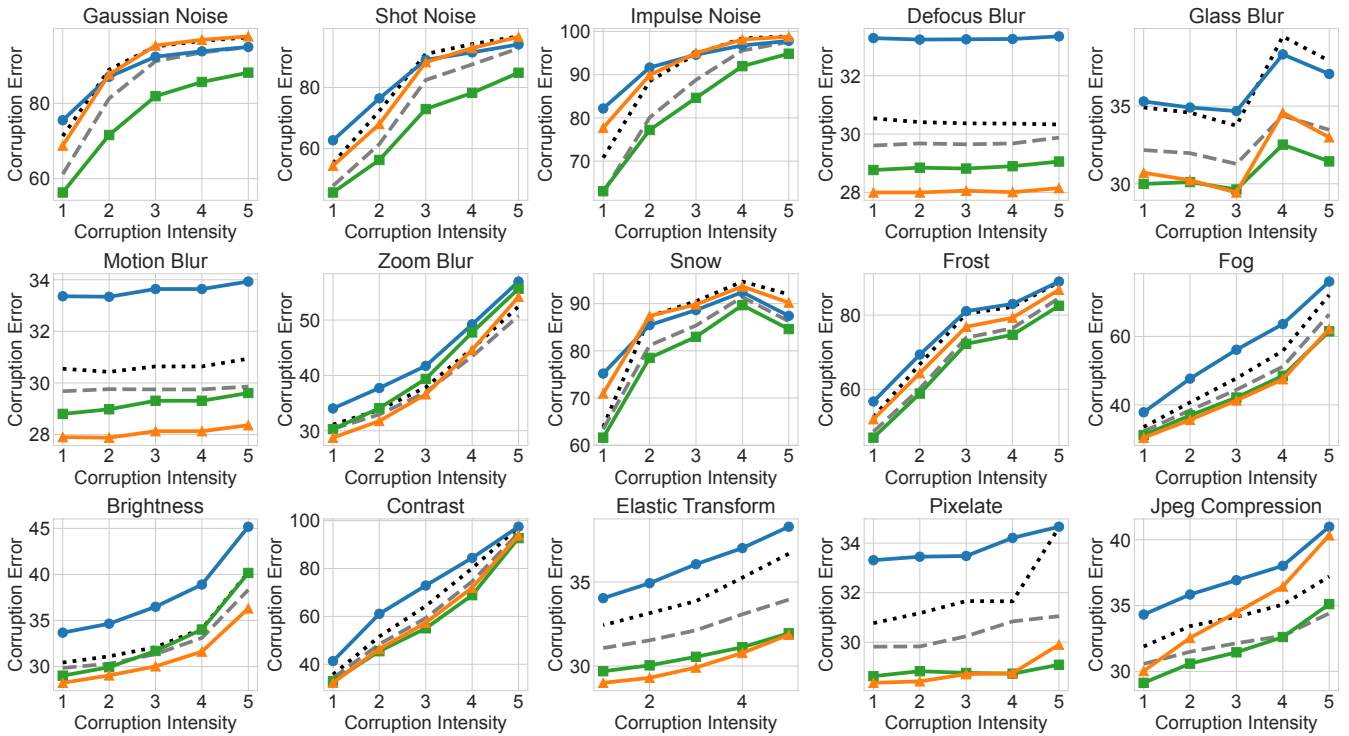 Gaussian Noise
Corruption Error
80
60
1 2 3 4 5
Corruption Intensity
Shot Noise
Corruption Error
80
60
1 2 3 4 5
Corruption Intensity
Impulse Noise
Corruption Error
100
90
80
70
1 2 3 4 5
Corruption Intensity
Defocus Blur
Corruption Error
32
30
28
1 2 3 4 5
Corruption Intensity
Glass Blur
Corruption Error
35
30
1 2 3 4 5
Corruption Intensity
Motion Blur
Corruption Error
34
32
30
28
1 2 3 4 5
Corruption Intensity
Zoom Blur
Corruption Error
50
40
30
1 2 3 4 5
Corruption Intensity
Snow
Corruption Error
90
80
70
60
1 2 3 4 5
Corruption Intensity
Frost
Corruption Error
80
60
1 2 3 4 5
Corruption Intensity
Fog
Corruption Error
60
40
1 2 3 4 5
Corruption Intensity
Brightness
Corruption Error
45
40
35
30
1 2 3 4 5
Corruption Intensity
Contrast
Corruption Error
100
80
60
40
1 2 3 4 5
Corruption Intensity
Elastic Transform
Corruption Error
35
30
2 4
Corruption Intensity
Pixelate
Corruption Error
34
32
30
1 2 3 4 5
Corruption Intensity
Jpeg Compression
Corruption Error
40
35
30
1 2 3 4 5
Corruption Intensity